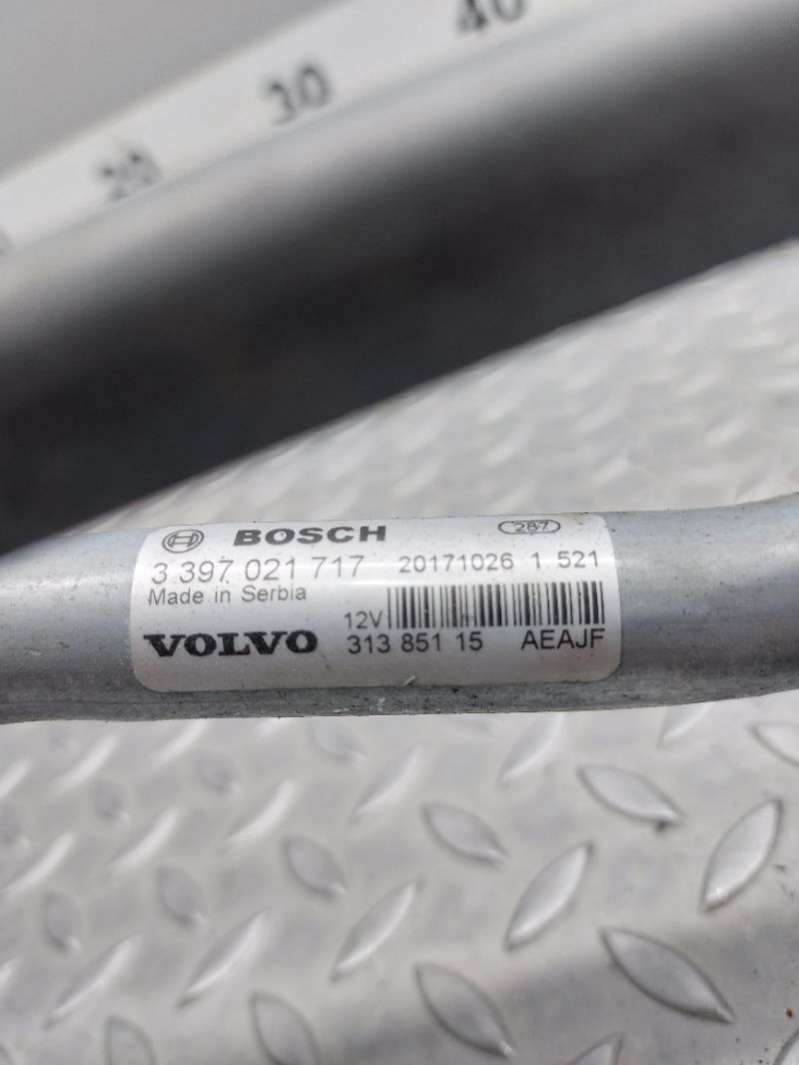 40
30
20
BOSCH 287
3 397 021 717 20171026 1 521
Made in Serbia
12V
VOLVO 313 851 15 AEAJF